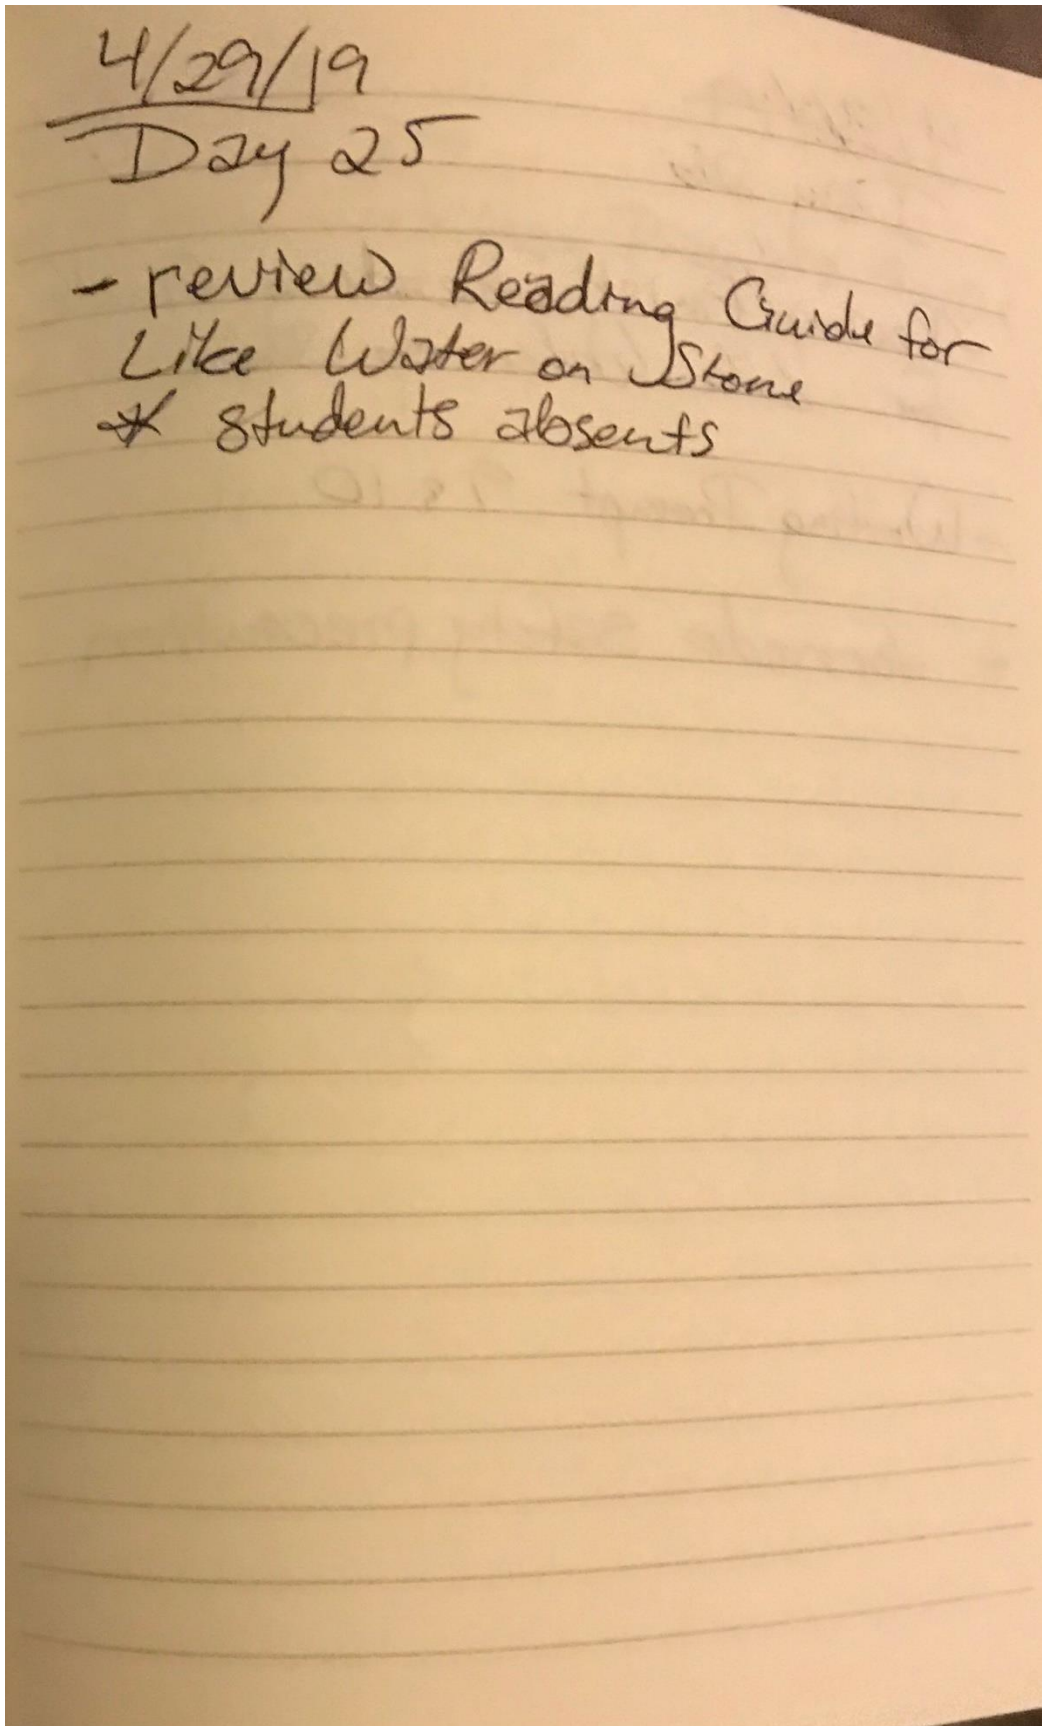 4/29/19
Day 25
- review Reading Guide for
Like Water on Stone
* students absents